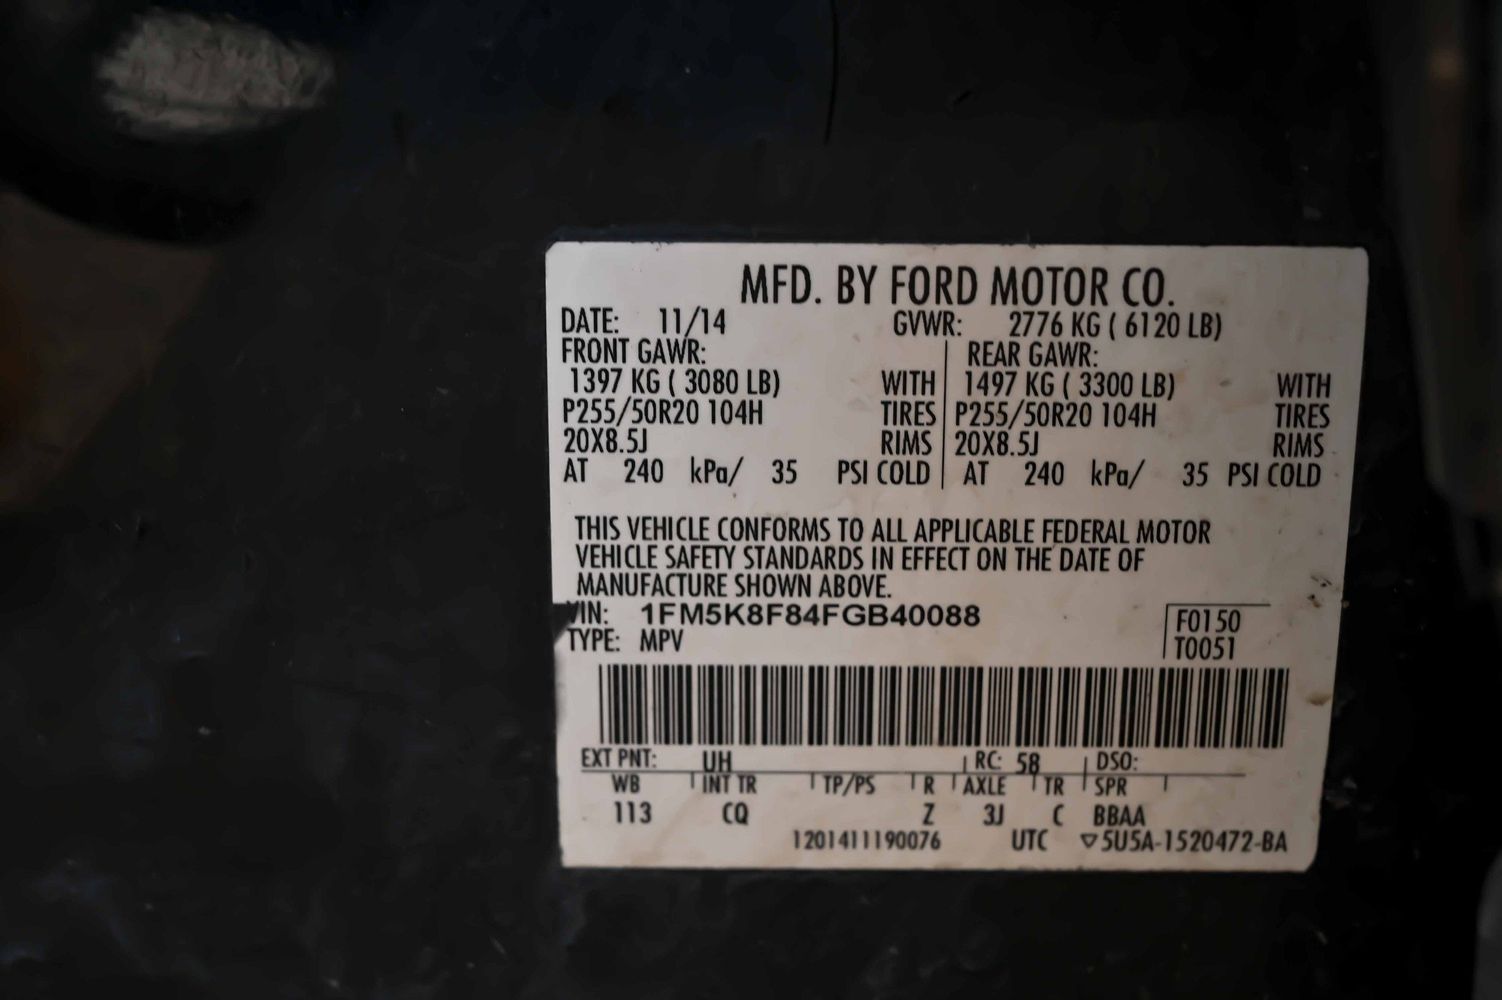 MFD. BY FORD MOTOR CO.
DATE: 11/14 GVWR: 2776 KG ( 6120 LB)
FRONT GAWR: REAR GAWR:
1397 KG ( 3080 LB) WITH 1497 KG ( 3300 LB) WITH
P255/50R20 104H TIRES P255/50R20 104H TIRES
20X8.5J RIMS 20X8.5J RIMS
AT 240 kPa/ 35 PSI COLD AT 240 kPa/ 35 PSI COLD
THIS VEHICLE CONFORMS TO ALL APPLICABLE FEDERAL MOTOR
VEHICLE SAFETY STANDARDS IN EFFECT ON THE DATE OF
MANUFACTURE SHOWN ABOVE.
VIN: 1FM5K8F84FGB40088 F0150
TYPE: MPV T0051
EXT PNT: UH RC: 58 DSO:
WB INT TR TP/PS R AXLE TR SPR
113 CQ Z 3J C BBAA
1201411190076 UTC ▽5U5A-1520472-BA